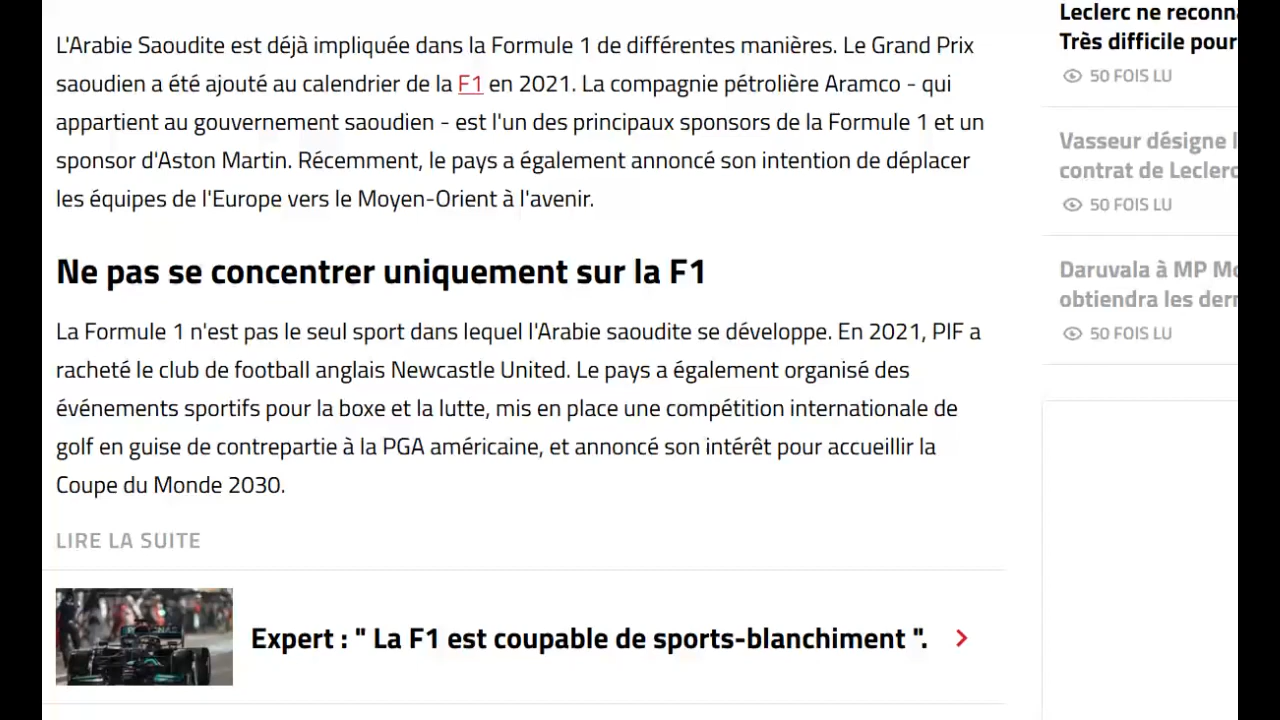 L'Arabie Saoudite est déjà impliquée dans la Formule 1 de différentes manières. Le Grand Prix
saoudien a été ajouté au calendrier de la F1 en 2021. La compagnie pétrolière Aramco - qui
appartient au gouvernement saoudien - est l'un des principaux sponsors de la Formule 1 et un
sponsor d'Aston Martin. Récemment, le pays a également annoncé son intention de déplacer
les équipes de l'Europe vers le Moyen-Orient à l'avenir.
Ne pas se concentrer uniquement sur la F1
La Formule 1 n'est pas le seul sport dans lequel l'Arabie saoudite se développe. En 2021, PIF a
racheté le club de football anglais Newcastle United. Le pays a également organisé des
événements sportifs pour la boxe et la lutte, mis en place une compétition internationale de
golf en guise de contrepartie à la PGA américaine, et annoncé son intérêt pour accueillir la
Coupe du Monde 2030.
LIRE LA SUITE
Expert : " La F1 est coupable de sports-blanchiment ".
Leclerc ne
Très difficile pour
50 FOIS LU
Vasseur désigne
contrat de Leclerc
50 FOIS LU
Daruvala à MP
obtiendra les
50 FOIS LU